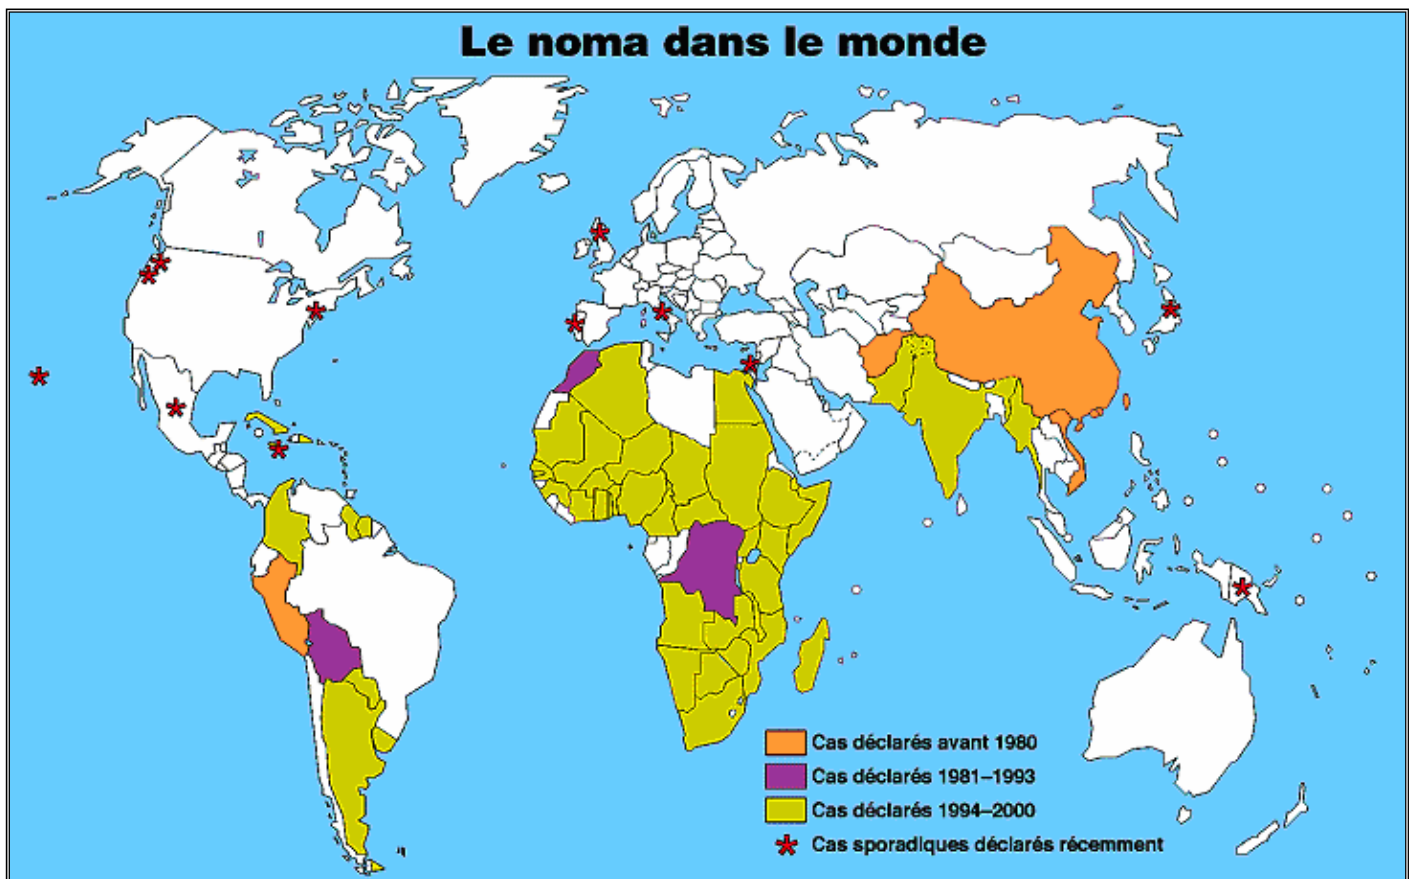 Le noma dans le monde
Cas déclarés avant 1980
Cas déclarés 1981–1993
Cas déclarés 1994–2000
Cas sporadiques déclarés récemment